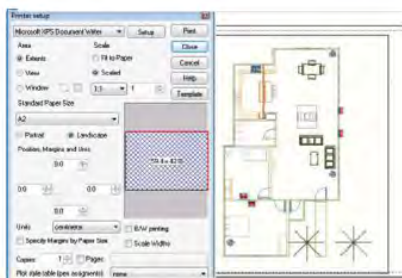 Printer setup
Microsoft XPS Document Writer
Setup
Print
Area
Scale
Close
Extents
Fit to Paper
Cancel
View
Scaled
Help
Window
1:1
1
Template
Standard Paper Size
A2
Portrait
Landscape
Position, Margins and Units
0.0
0.0
0.0
0.0
Units
centimetre
B/W printing
Specify Margins by Paper Size
Scale Widths
Copies
1
Pages
Plot style table (pen assigments)
none